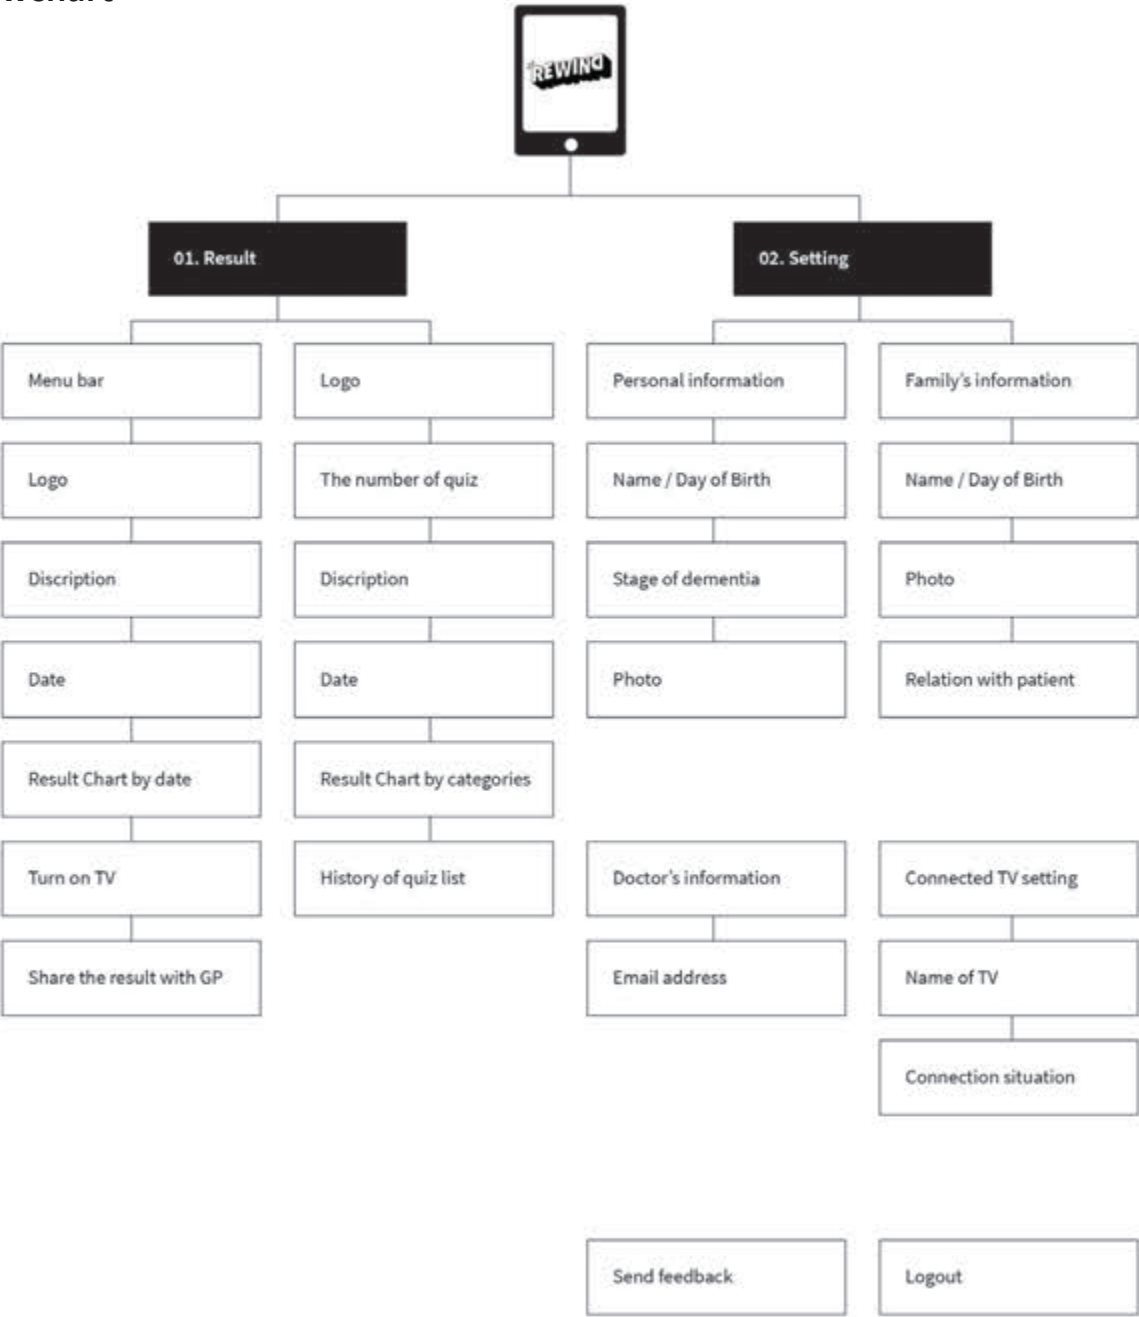 REWIND
01. Result
02. Setting
Menu bar
Logo
Discription
Date
Result Chart by date
Turn on TV
Share the result with GP
Logo
The number of quiz
Discription
Date
Result Chart by categories
History of quiz list
Personal information
Name / Day of Birth
Stage of dementia
Photo
Family's information
Name / Day of Birth
Photo
Relation with patient
Doctor's information
Email address
Connected TV setting
Name of TV
Connection situation
Send feedback
Logout